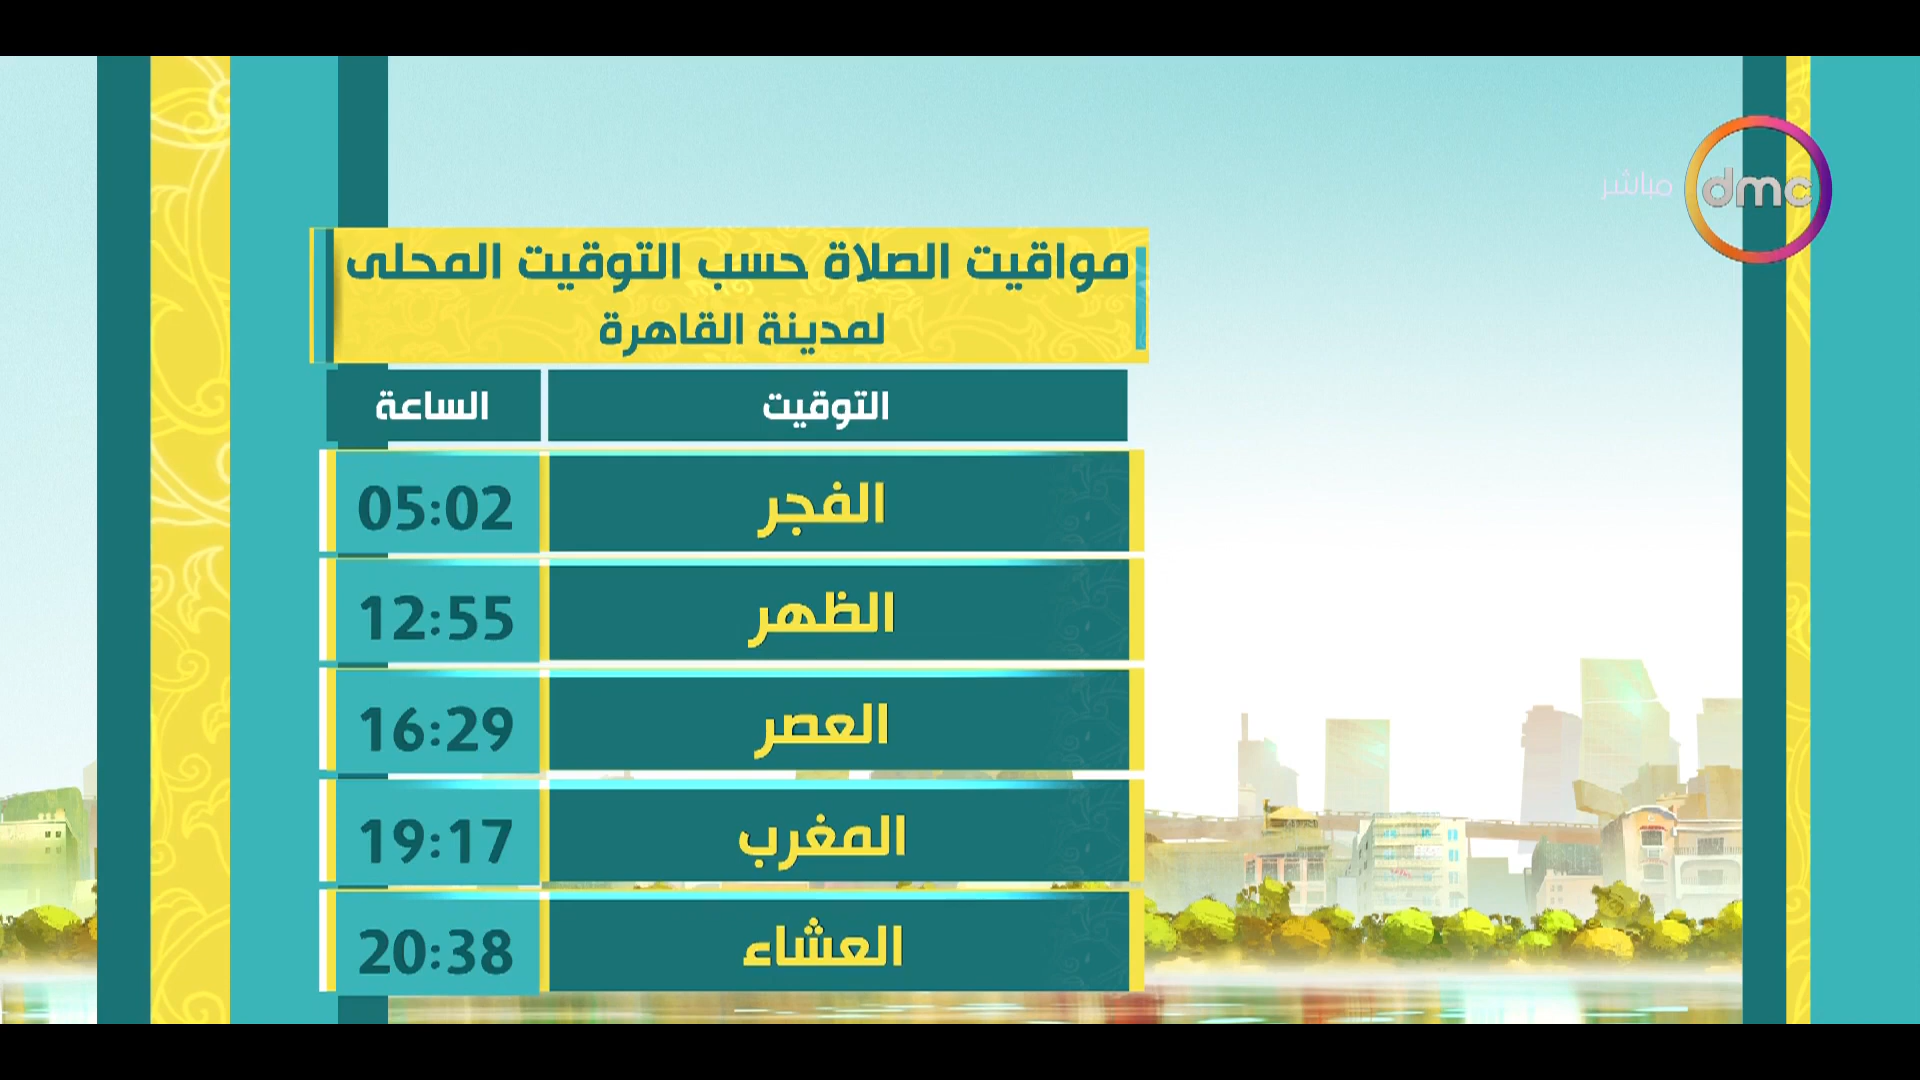 مباشر dmc
مواقيت الصلاة حسب التوقيت المحلى
لمدينة القاهرة
التوقيت الساعة
الفجر 05:02
الظهر 12:55
العصر 16:29
المغرب 19:17
العشاء 20:38